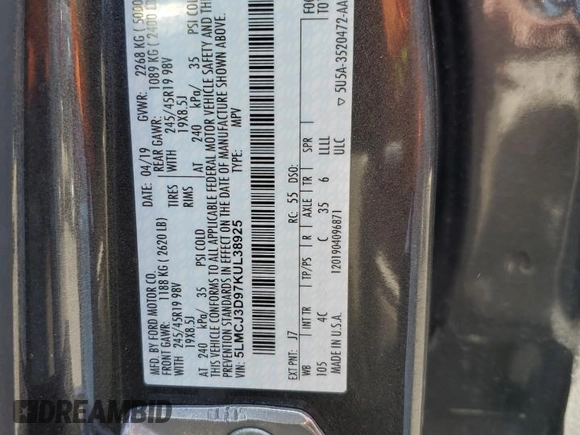 MFD. BY FORD MOTOR CO.
DATE: 04/19
GVWR: 2268 KG ( 5000
FRONT GAWR: 1188 KG ( 2620 LB)
REAR GAWR: 1089 KG ( 2400 LB
245/45R19 98V TIRES WITH 245/45R19 98V
19X8.5J RIMS 19X8.5J
AT 240 kPa/ 35 PSI COLD AT 240 kPa/ 35 PSI COLD
THIS VEHICLE CONFORMS TO ALL APPLICABLE FEDERAL MOTOR VEHICLE SAFETY AND
PREVENTION STANDARDS IN EFFECT ON THE DATE OF MANUFACTURE SHOWN ABOVE.
VIN: 5LMCJ3D97KUL38925
TYPE: MPV
EXT PNT: J7 RC: 55 DSO:
WB INT TR TP/PS R AXLE TR SPR
105 4C C 35 6 LLLL
MADE IN U.S.A. 1201904096871 ULC
5U5A-3520472-AA
DREAMBID